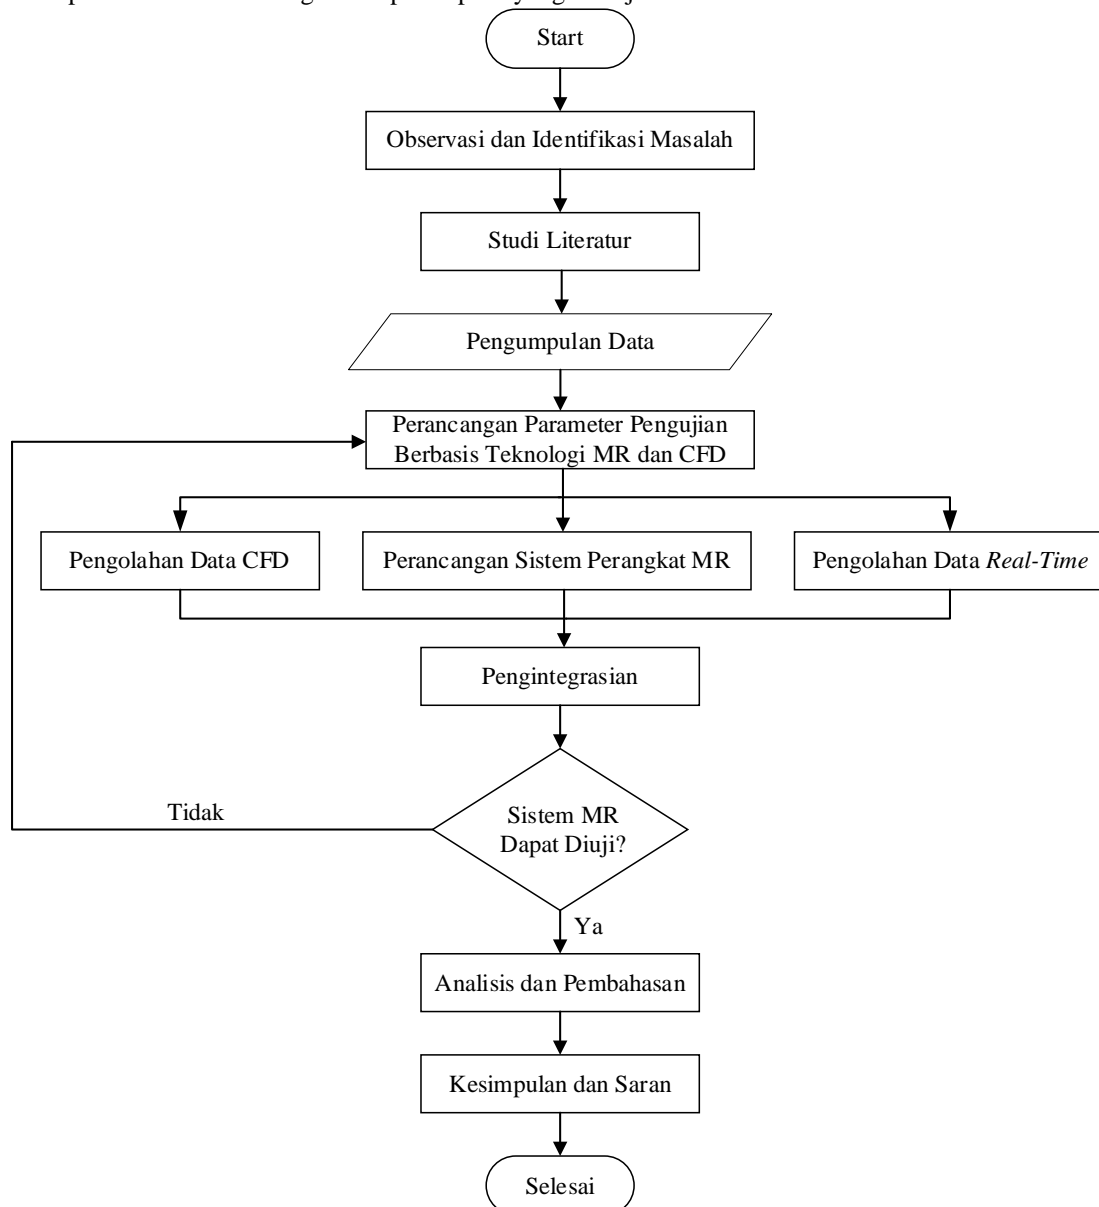 Start
Observasi dan Identifikasi Masalah
Studi Literatur
Pengumpulan Data
Perancangan Parameter Pengujian
Berbasis Teknologi MR dan CFD
Pengolahan Data CFD
Perancangan Sistem Perangkat MR
Pengolahan Data Real-Time
Pengintegrasian
Tidak
Sistem MR
Dapat Diuji?
Ya
Analisis dan Pembahasan
Kesimpulan dan Saran
Selesai